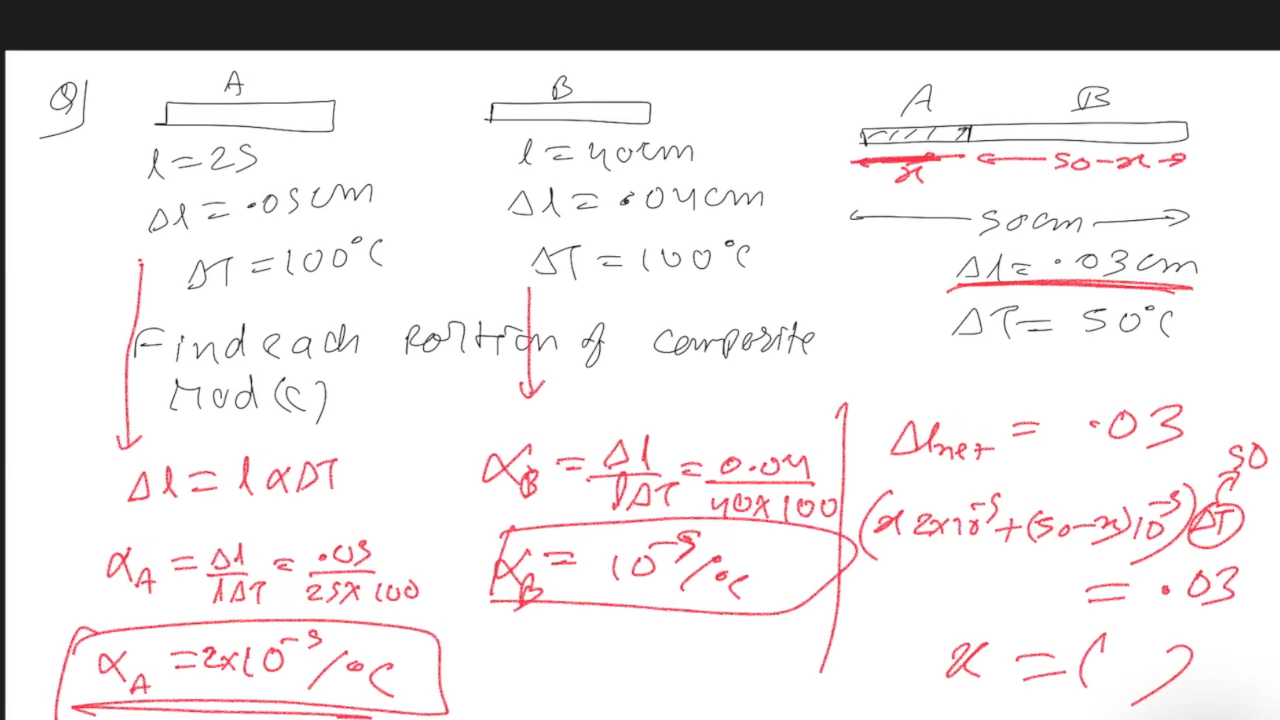 Q)
A
l = 25
Δl = .05cm
ΔT = 100°C
B
l = 40cm
Δl = .04cm
ΔT = 100°C
A B
x 50-x
50cm
Δl = .03cm
ΔT = 50°C
Find each portion of composite
rod (C)
Δl = lαΔT
α_A = Δl/lΔT = .05/25×100
α_A = 2×10⁻⁵/°C
α_B = Δl/lΔT = 0.04/40×100
α_B = 10⁻⁵/°C
Δl_net = .03
50
(x 2×10⁻⁵+(50-x)10⁻⁵)ΔT
= .03
x = ( )